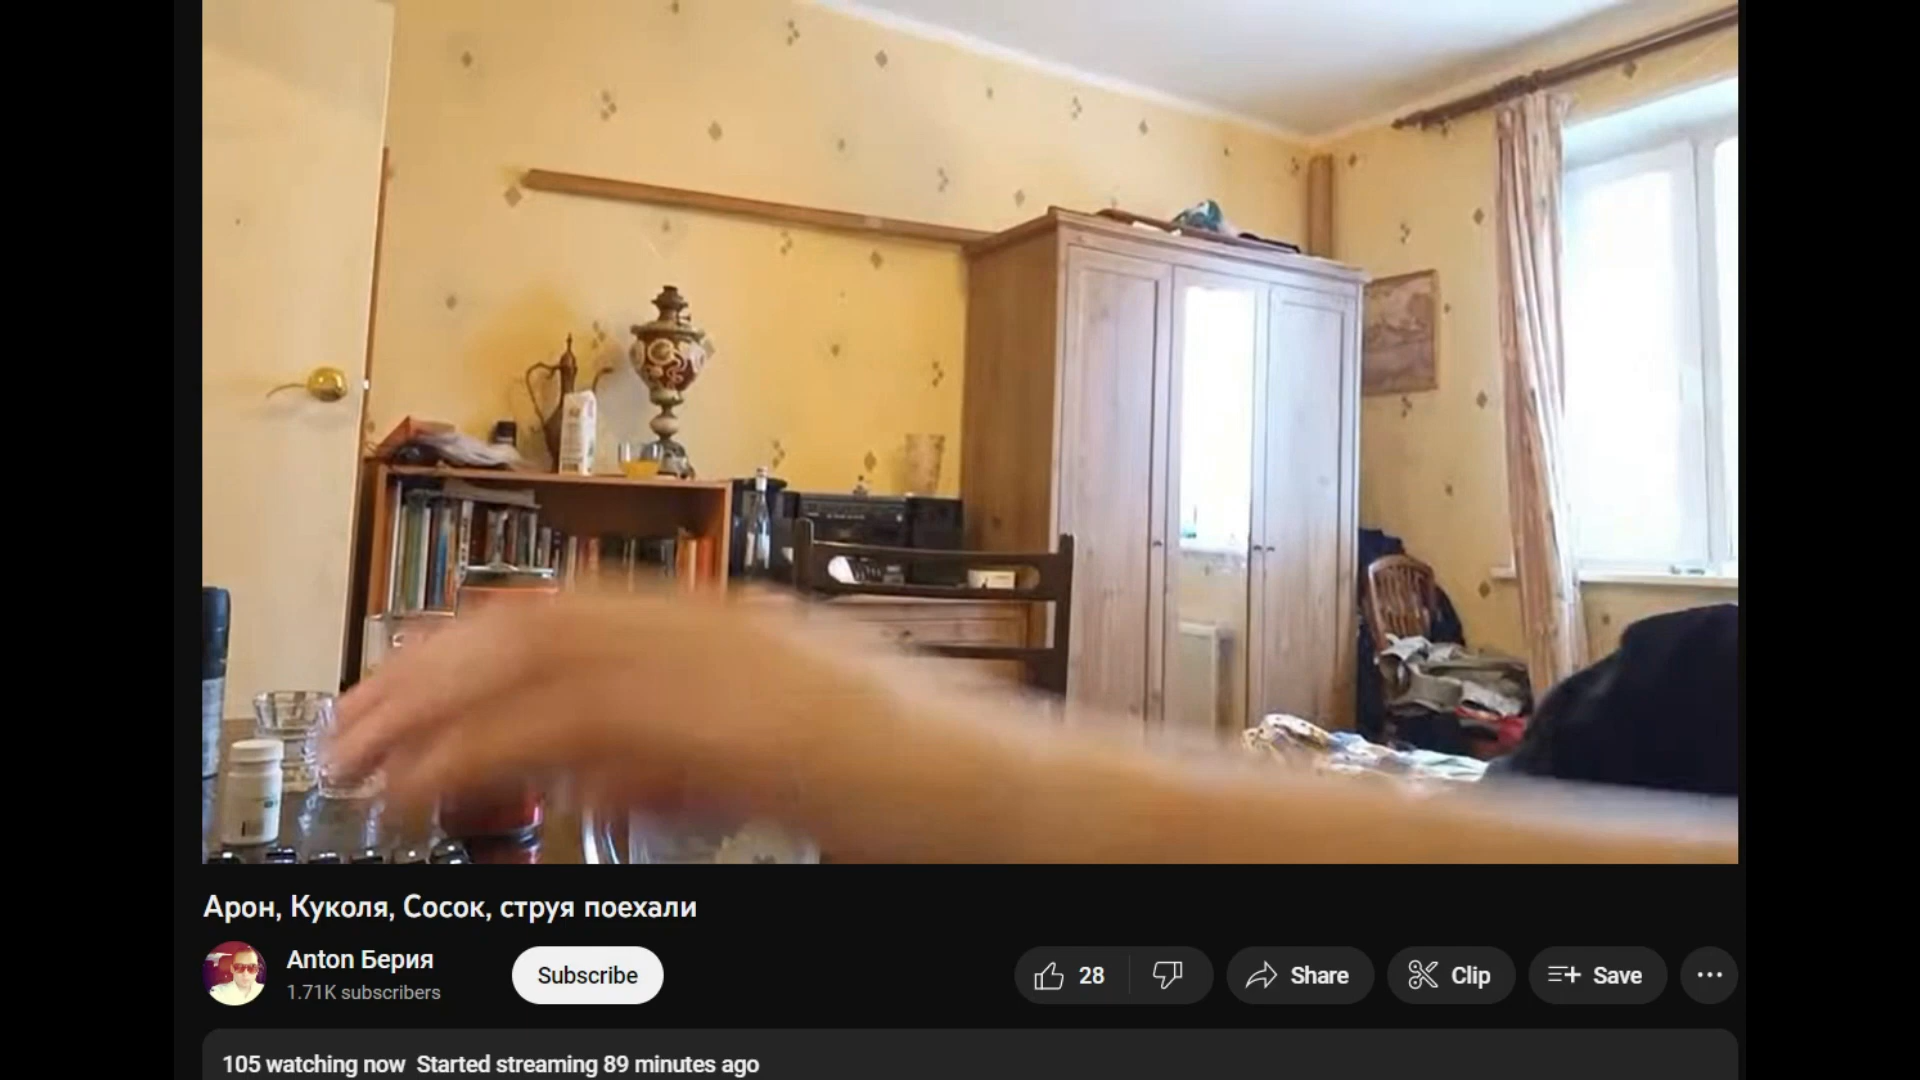 Арон, Куколя, Сосок, струя поехали
Anton Берия
1.71K subscribers
Subscribe
28
Share
Clip
Save
105 watching now Started streaming 89 minutes ago